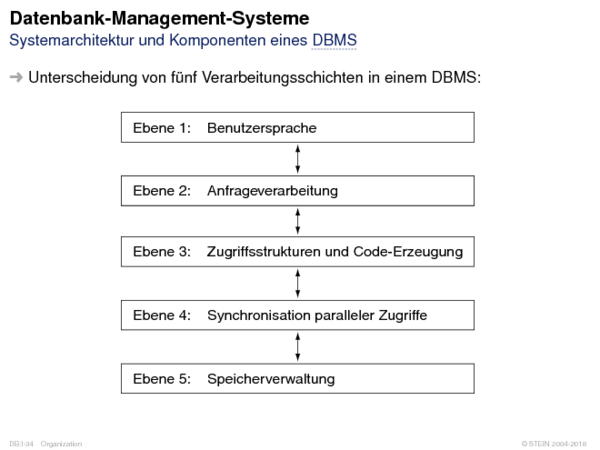 Datenbank-Management-Systeme
Systemarchitektur und Komponenten eines DBMS
➜ Unterscheidung von fünf Verarbeitungsschichten in einem DBMS:
Ebene 1: Benutzersprache
Ebene 2: Anfrageverarbeitung
Ebene 3: Zugriffsstrukturen und Code-Erzeugung
Ebene 4: Synchronisation paralleler Zugriffe
Ebene 5: Speicherverwaltung
DB:I-34 Organization © STEIN 2004-2018